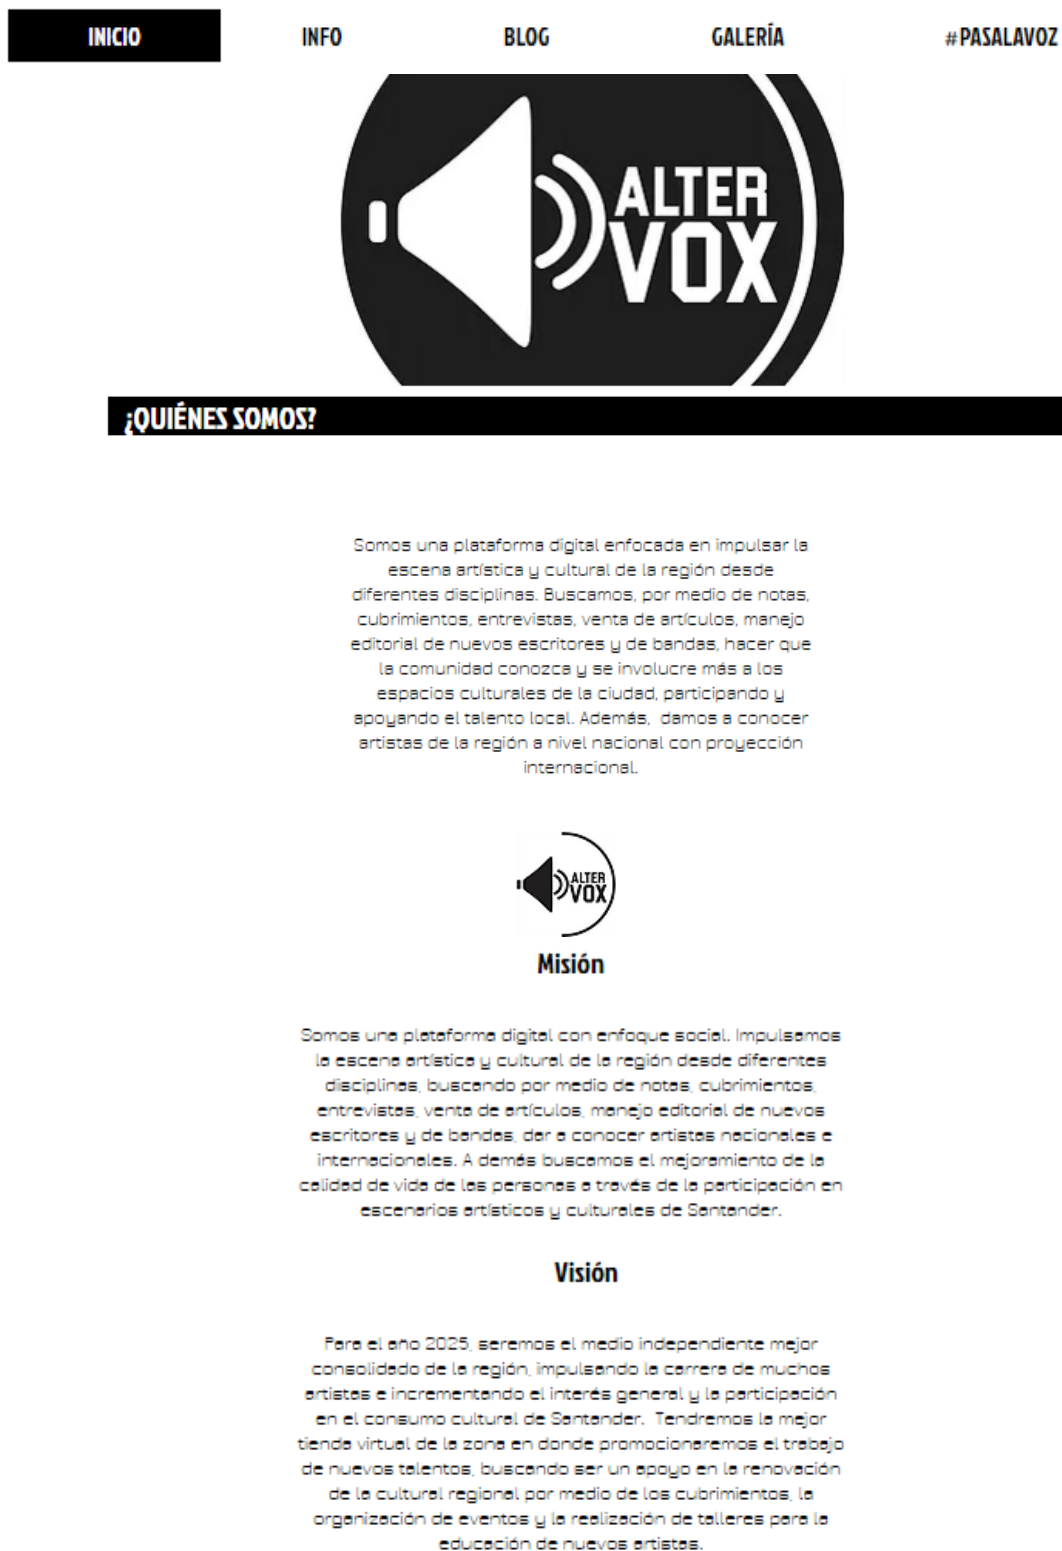 INICIO INFO BLOG GALERÍA #PASALAVOZ
ALTER
VOX
¿QUIÉNES SOMOS?
Somos una plataforma digital enfocada en impulsar la
escena artística y cultural de la región desde
diferentes disciplinas. Buscamos, por medio de notas,
cubrimientos, entrevistas, venta de artículos, manejo
editorial de nuevos escritores y de bandas, hacer que
la comunidad conozca y se involucre más a los
espacios culturales de la ciudad, participando y
apoyando el talento local. Además, damos a conocer
artistas de la región a nivel nacional con proyección
internacional.
ALTER
VOX
Misión
Somos una plataforma digital con enfoque social. Impulsamos
la escena artística y cultural de la región desde diferentes
disciplinas, buscando por medio de notas, cubrimientos,
entrevistas, venta de artículos, manejo editorial de nuevos
escritores y de bandas, dar a conocer artistas nacionales e
internacionales. A demás buscamos el mejoramiento de la
calidad de vida de las personas a través de la participación en
escenarios artísticos y culturales de Santander.
Visión
Para el año 2025, seremos el medio independiente mejor
consolidado de la región, impulsando la carrera de muchos
artistas e incrementando el interés general y la participación
en el consumo cultural de Santander. Tendremos la mejor
tienda virtual de la zona en donde promocionaremos el trabajo
de nuevos talentos, buscando ser un apoyo en la renovación
de la cultural regional por medio de los cubrimientos, la
organización de eventos y la realización de talleres para la
educación de nuevos artistas.